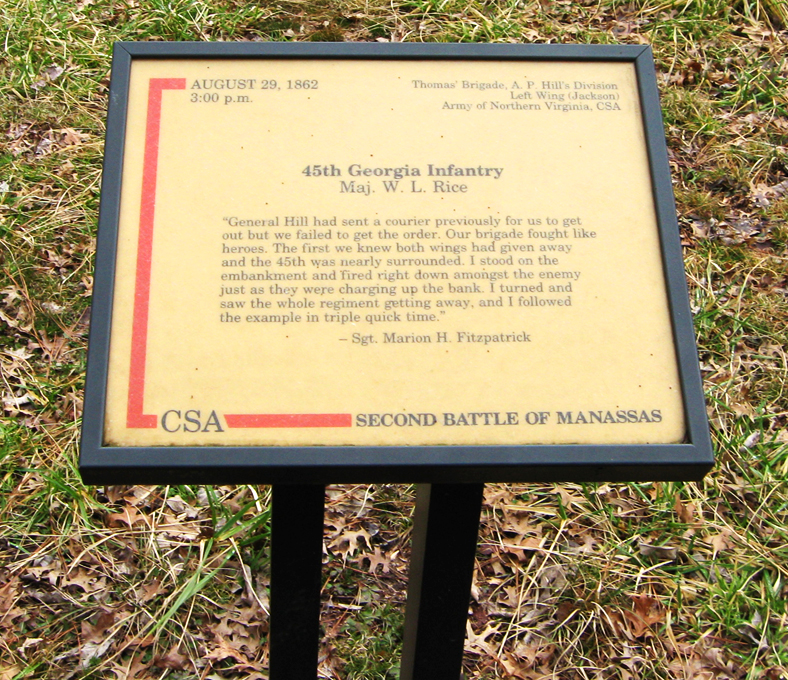 AUGUST 29, 1862
3:00 p.m.
Thomas' Brigade, A. P. Hill's Division
Left Wing (Jackson)
Army of Northern Virginia, CSA
45th Georgia Infantry
Maj. W. L. Rice
"General Hill had sent a courier previously for us to get
out but we failed to get the order. Our brigade fought like
heroes. The first we knew both wings had given away
and the 45th was nearly surrounded. I stood on the
embankment and fired right down amongst the enemy
just as they were charging up the bank. I turned and
saw the whole regiment getting away, and I followed
the example in triple quick time."
– Sgt. Marion H. Fitzpatrick
CSA
SECOND BATTLE OF MANASSAS